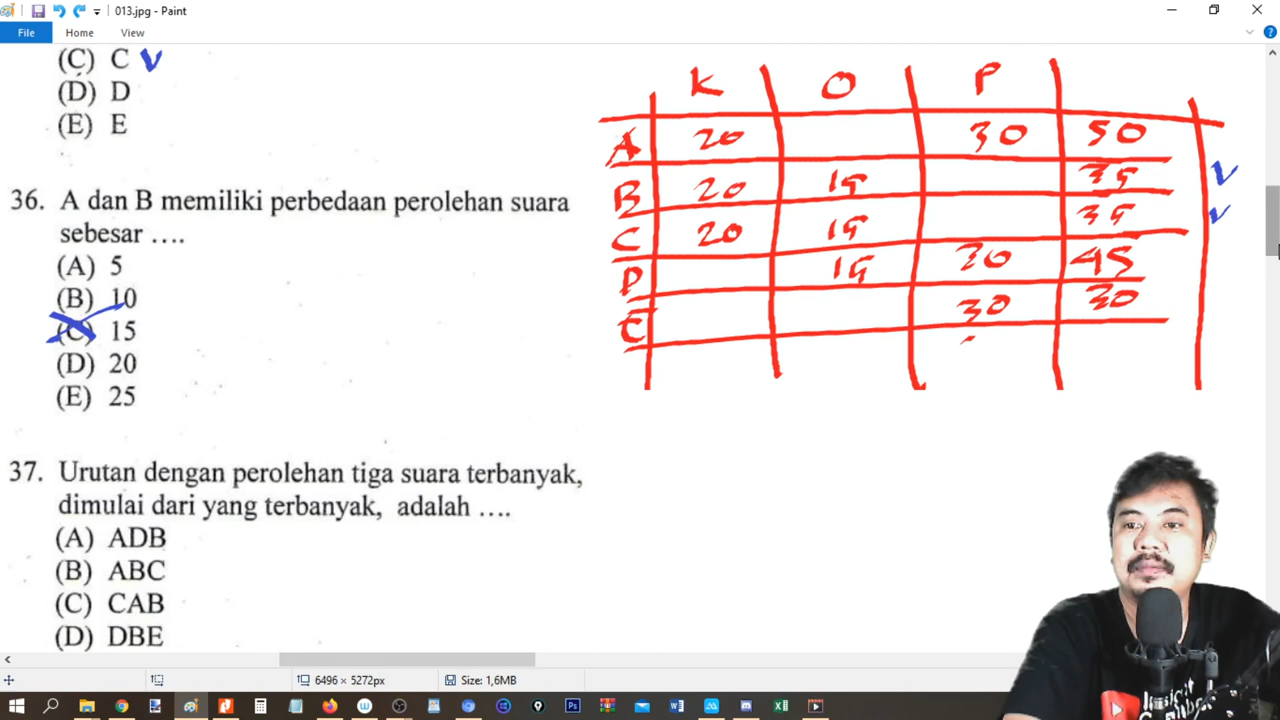 013.jpg - Paint
File Home View
(C) C V
(D) D
(E) E
36. A dan B memiliki perbedaan perolehan suara
sebesar ....
(A) 5
(B) 10
(C) 15
(D) 20
(E) 25
37. Urutan dengan perolehan tiga suara terbanyak,
dimulai dari yang terbanyak, adalah ....
(A) ADB
(B) ABC
(C) CAB
(D) DBE
K O P
A 20 30 50
B 20 15 35 V
C 20 15 35 V
D 15 30 45
E 30 30
6496 × 5272px Size: 1,6MB